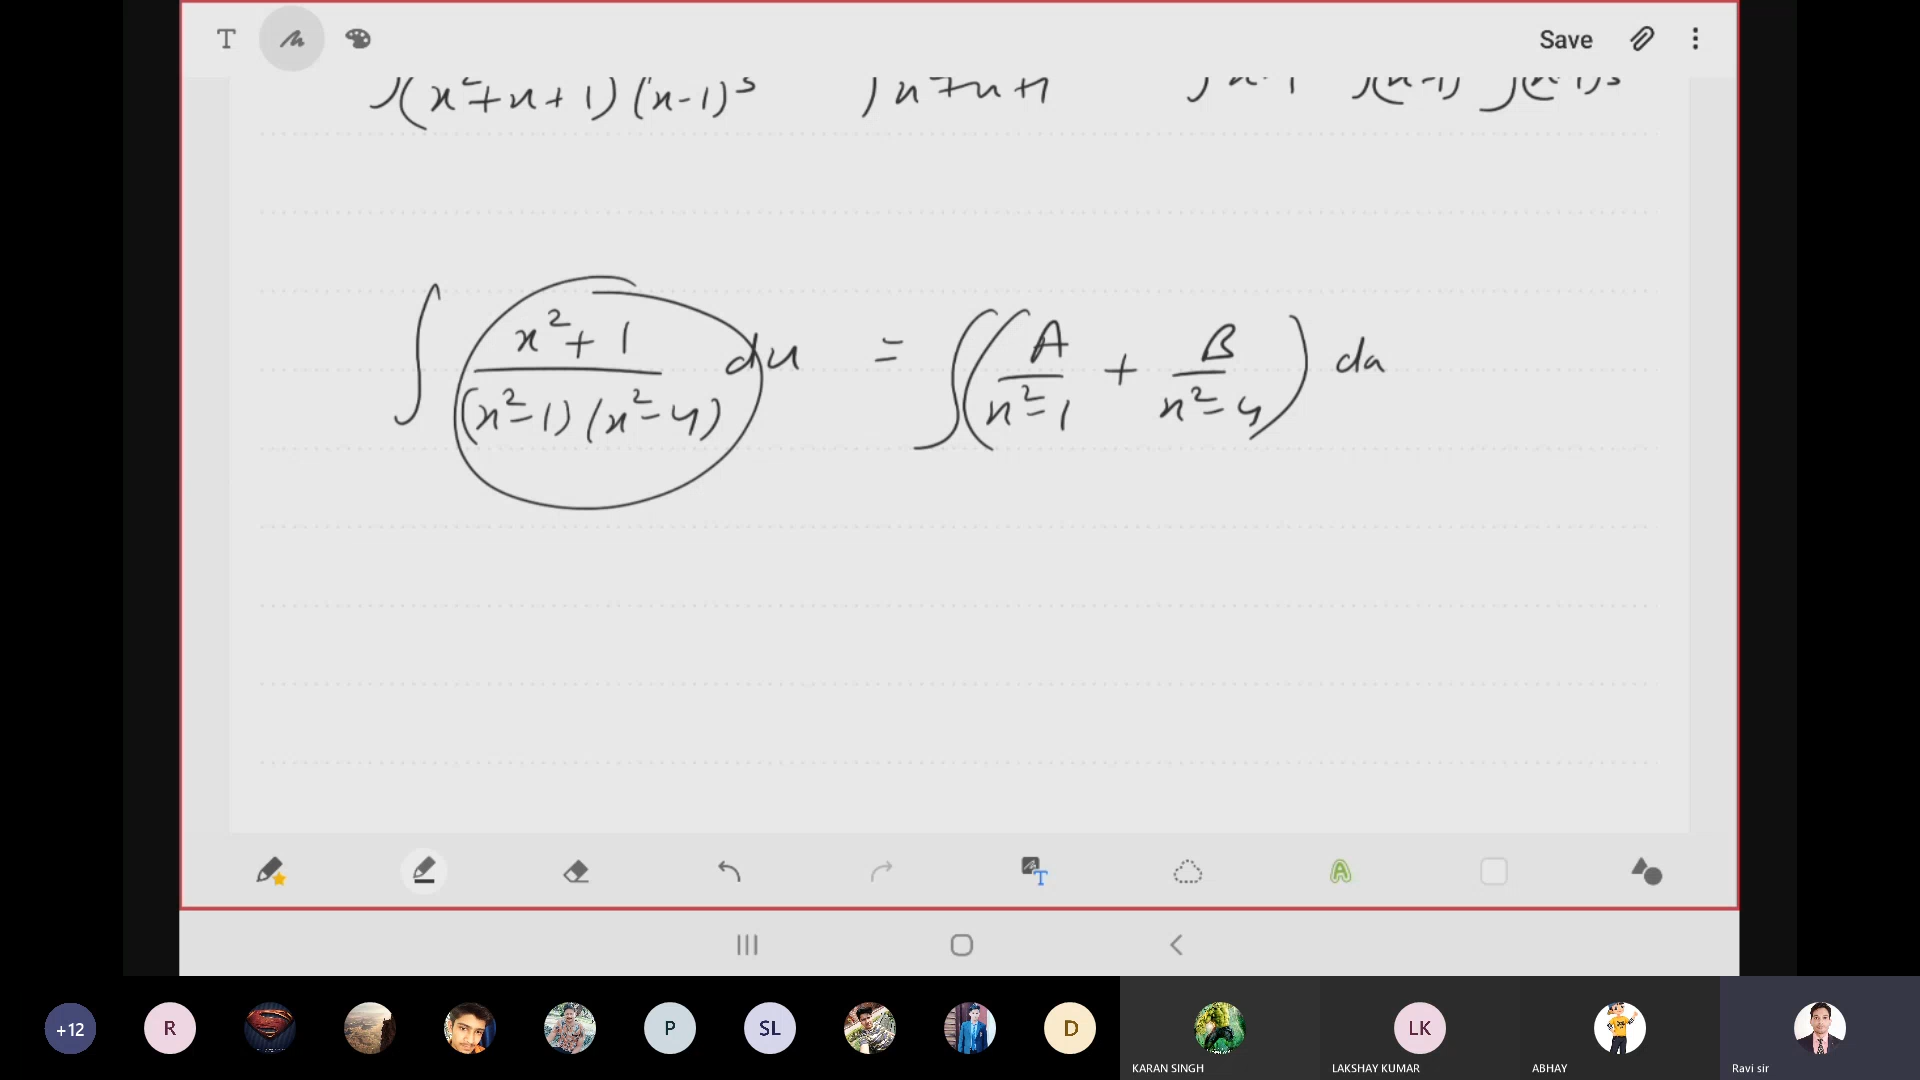 T Save
∫(x²+x+1)(x-1)³ ∫x²+x+1
∫ x²+1 / (x²-1)(x²-4) dx = ∫( A / x²-1 + B / x²-4 ) dx
T A
+12 R P SL D LK
KARAN SINGH LAKSHAY KUMAR ABHAY Ravi sir